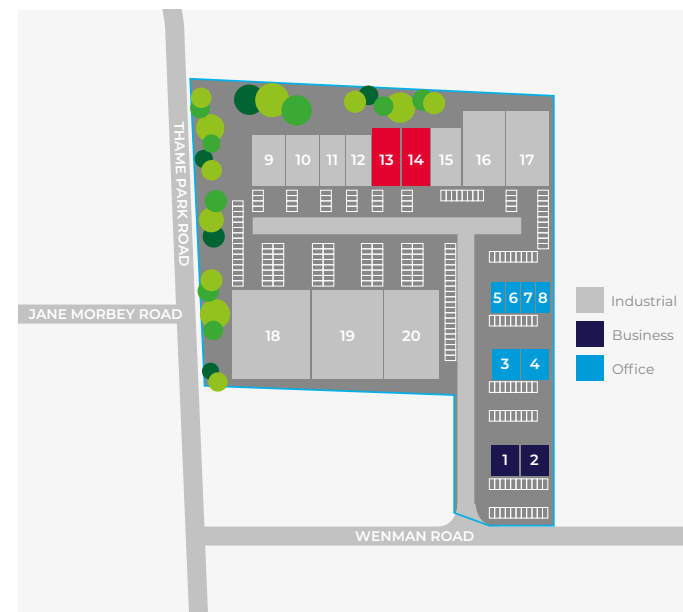 THAME PARK ROAD
9 10 11 12 13 14 15 16 17
5 6 7 8
Industrial
JANE MORBEY ROAD
18 19 20
Business
3 4
Office
1 2
WENMAN ROAD